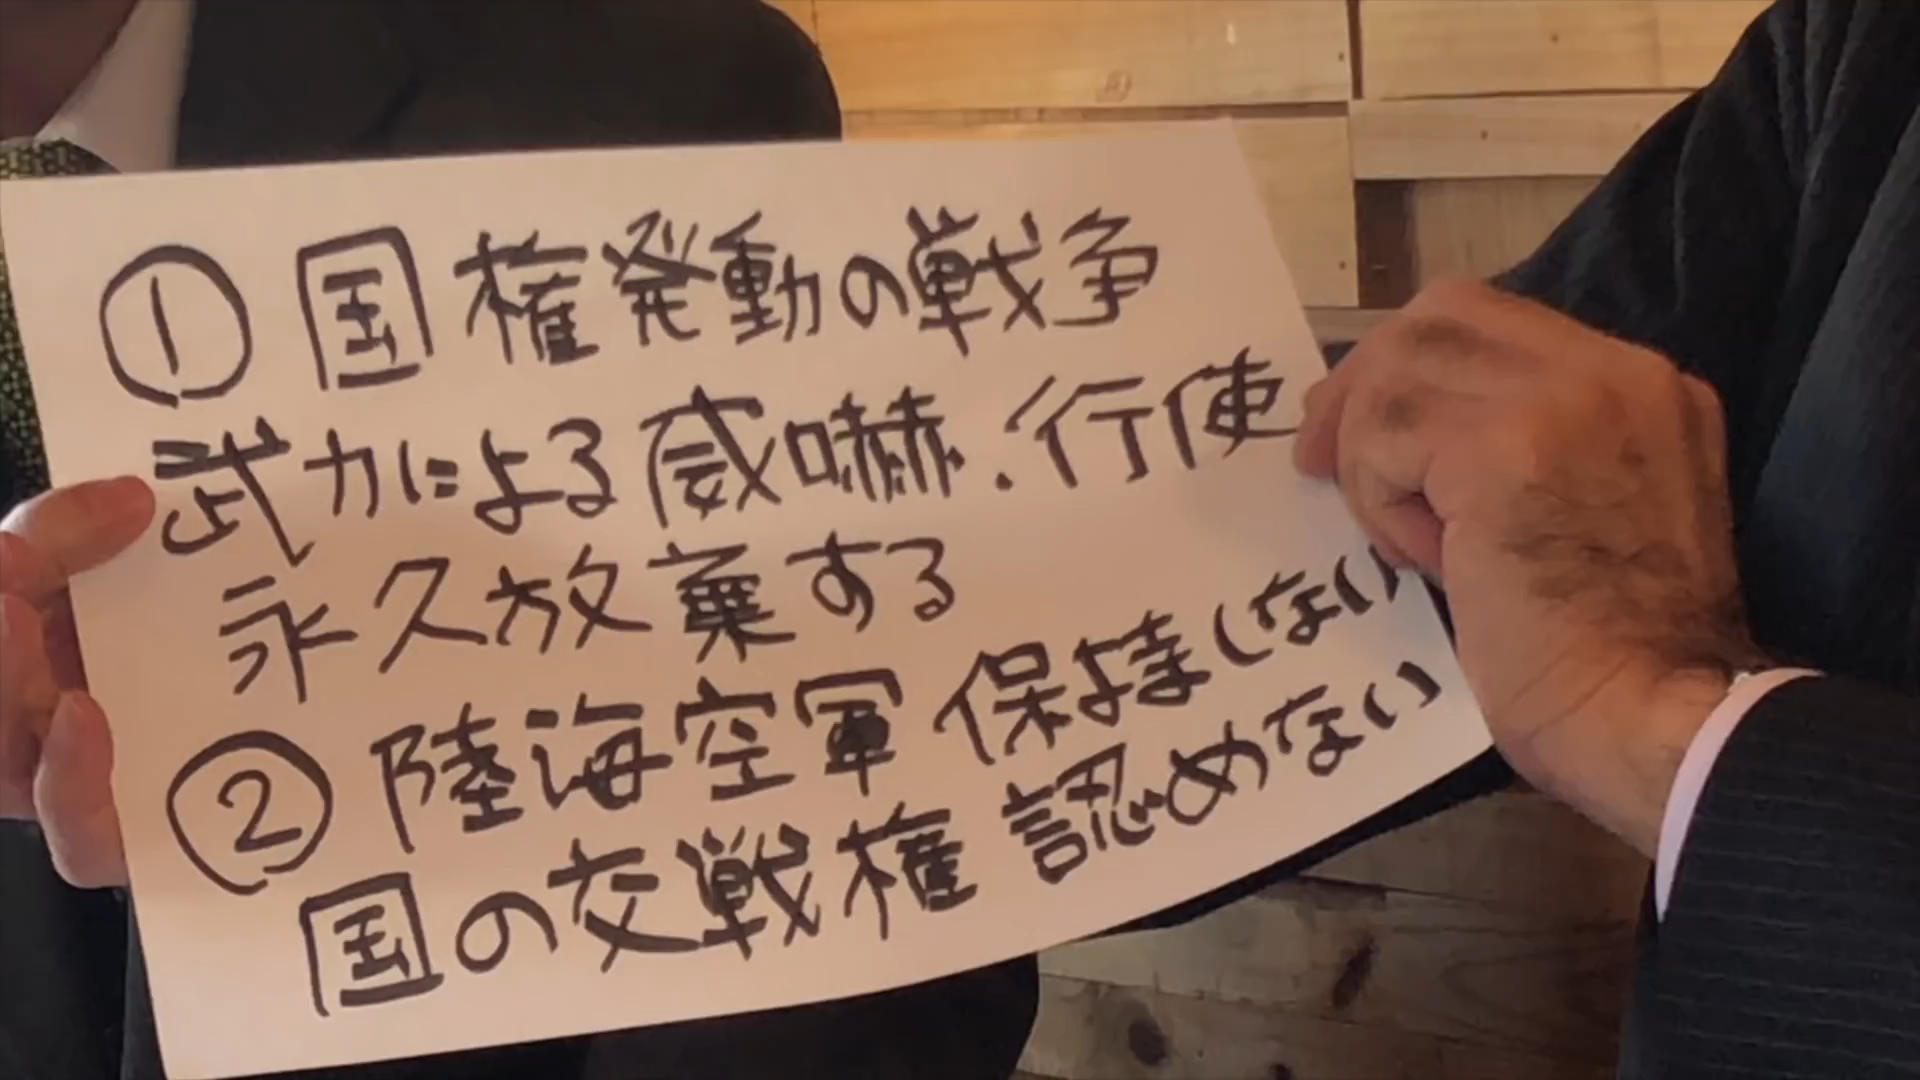 ① 国権発動の戦争
武力による威嚇・行使
永久放棄する
② 陸海空軍 保持しない
国の交戦権 認めない